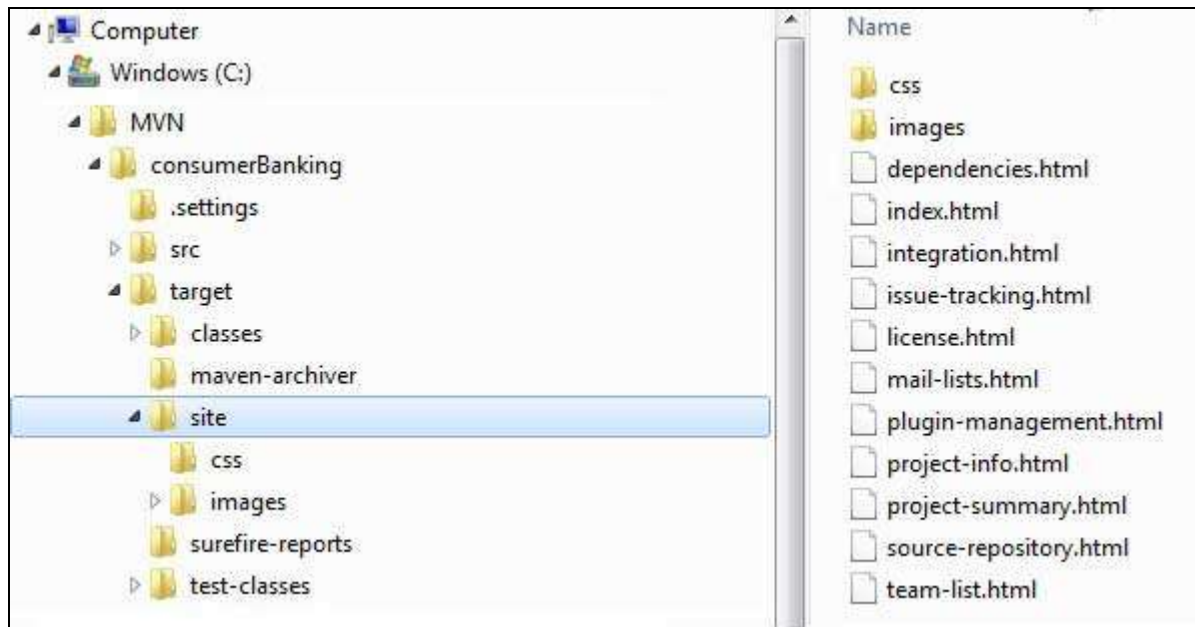 Computer
Windows (C:)
MVN
consumerBanking
.settings
src
target
classes
maven-archiver
site
css
images
surefire-reports
test-classes
Name
css
images
dependencies.html
index.html
integration.html
issue-tracking.html
license.html
mail-lists.html
plugin-management.html
project-info.html
project-summary.html
source-repository.html
team-list.html